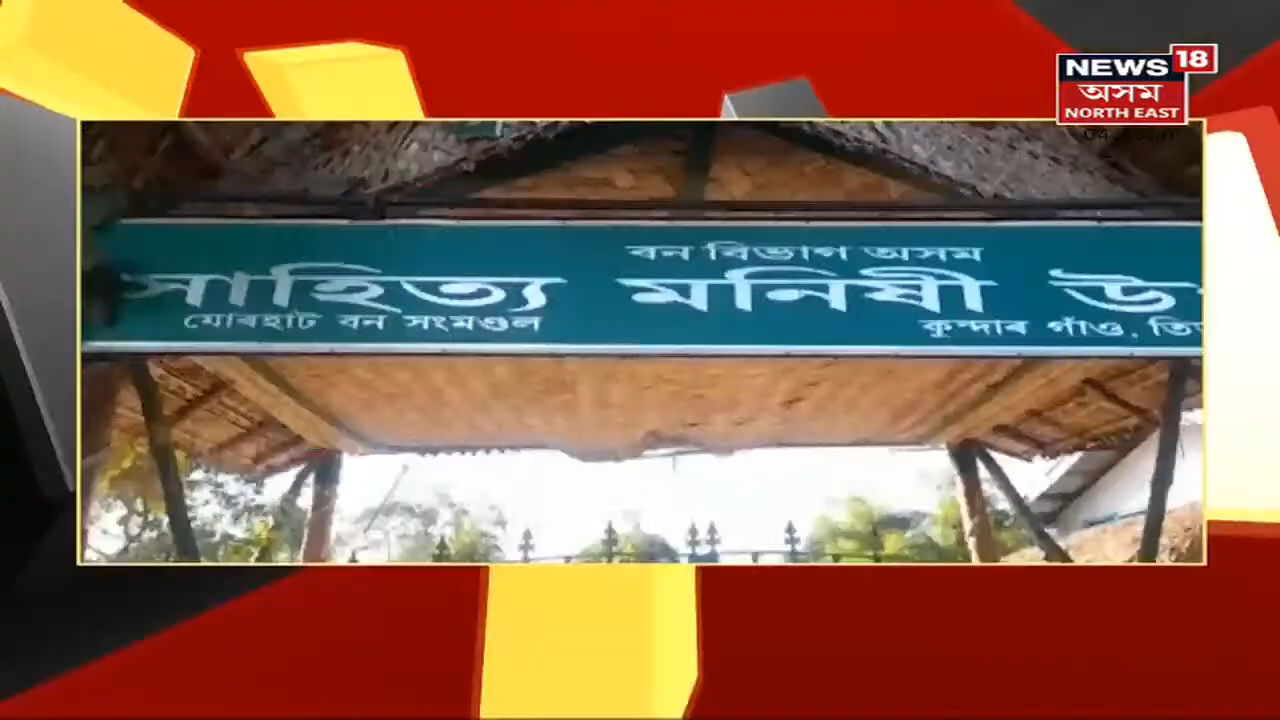 NEWS 18
অসম
NORTH EAST
বন বিভাগ অসম
সাহিত্য মনিষী
যোৰহাট বন সংমণ্ডল
কুন্দাৰ গাঁও,